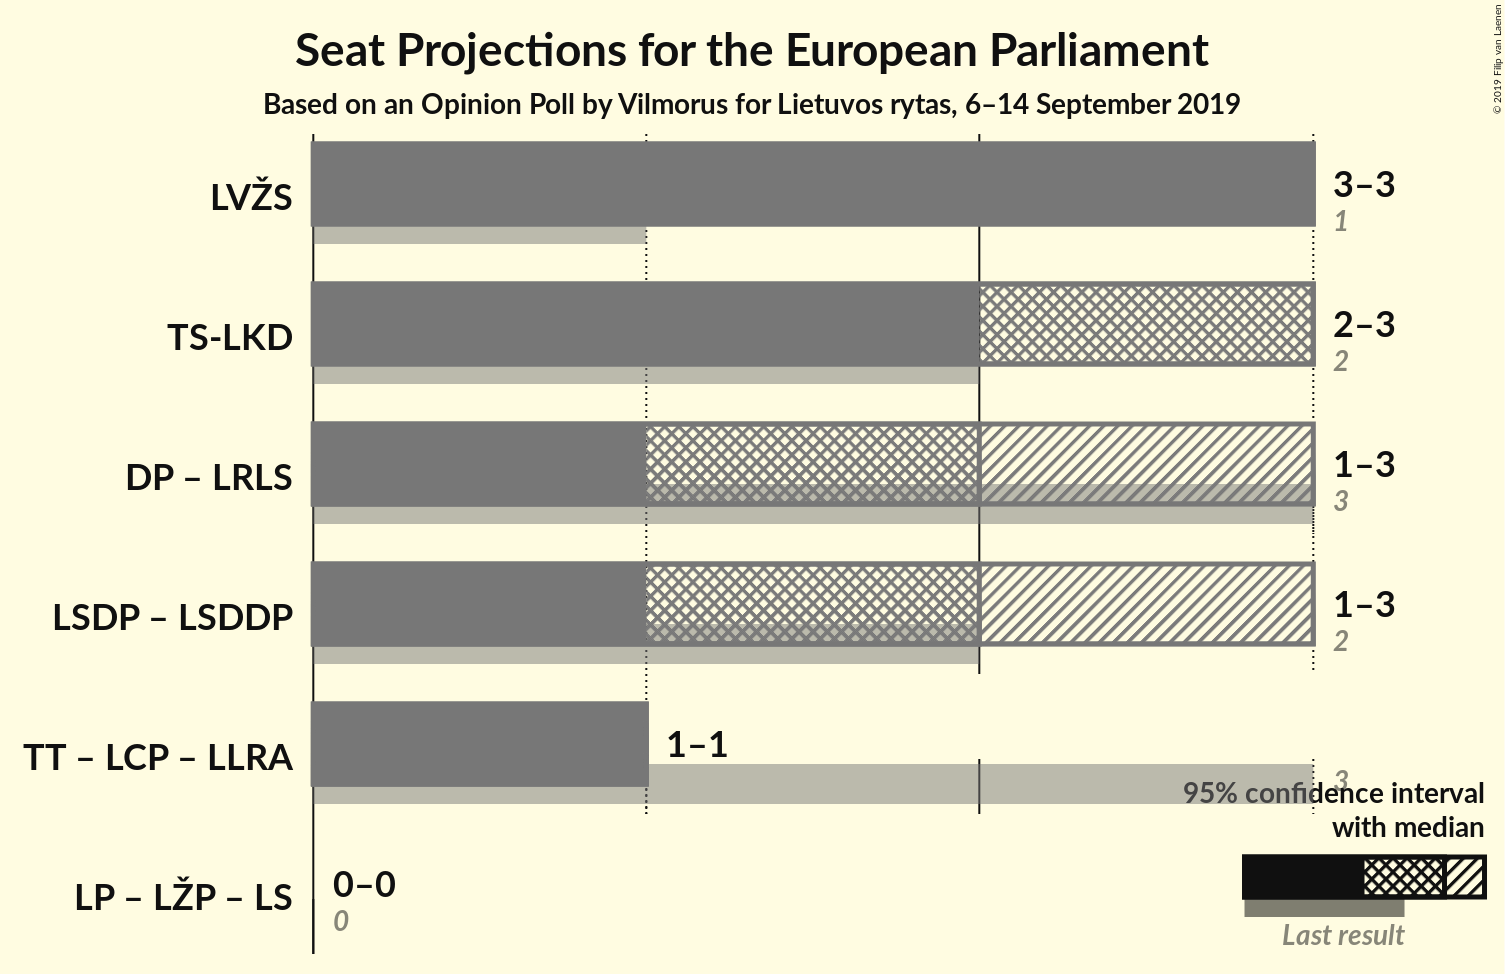 Seat Projections for the European Parliament
Based on an Opinion Poll by Vilmorus for Lietuvos rytas, 6–14 September 2019
© 2019 Filip van Laenen
LVŽS
3–3
1
TS-LKD
2–3
2
DP – LRLS
1–3
3
LSDP – LSDDP
1–3
2
TT – LCP – LLRA
1–1
3
LP – LŽP – LS
0–0
0
95% confidence interval
with median
Last result